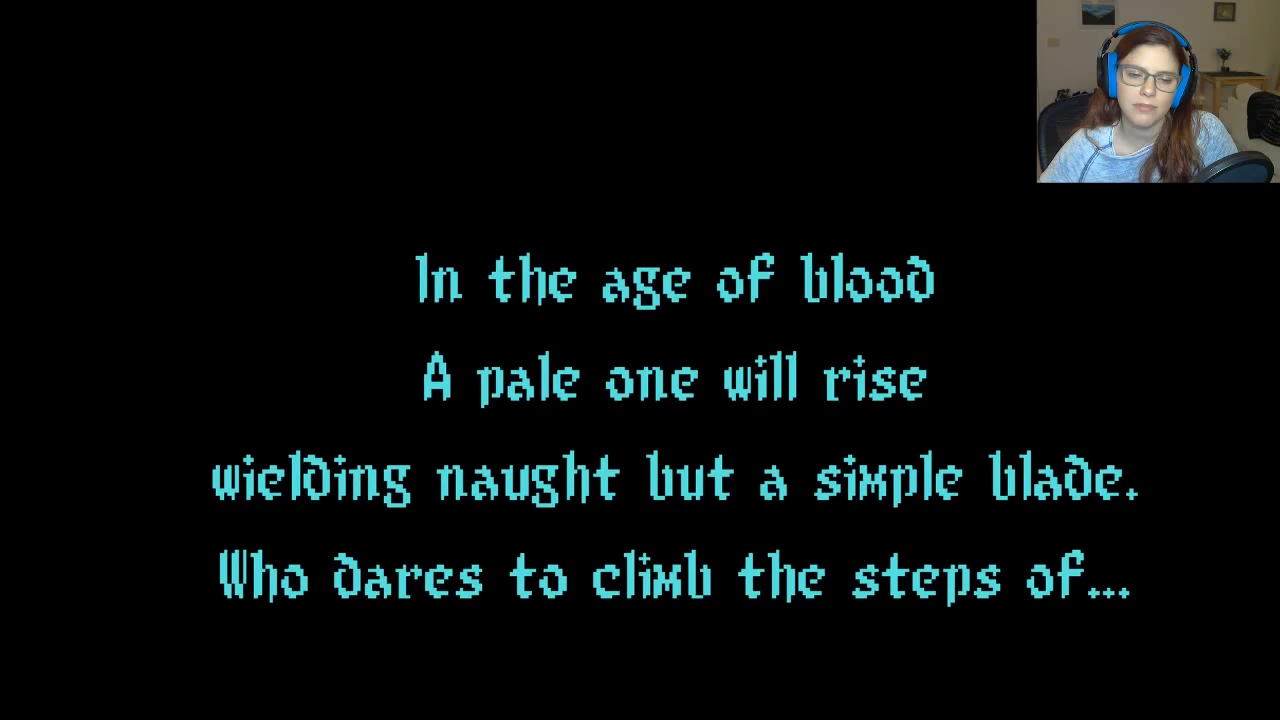 In the age of blood
A pale one will rise
wielding naught but a simple blade.
Who dares to climb the steps of...